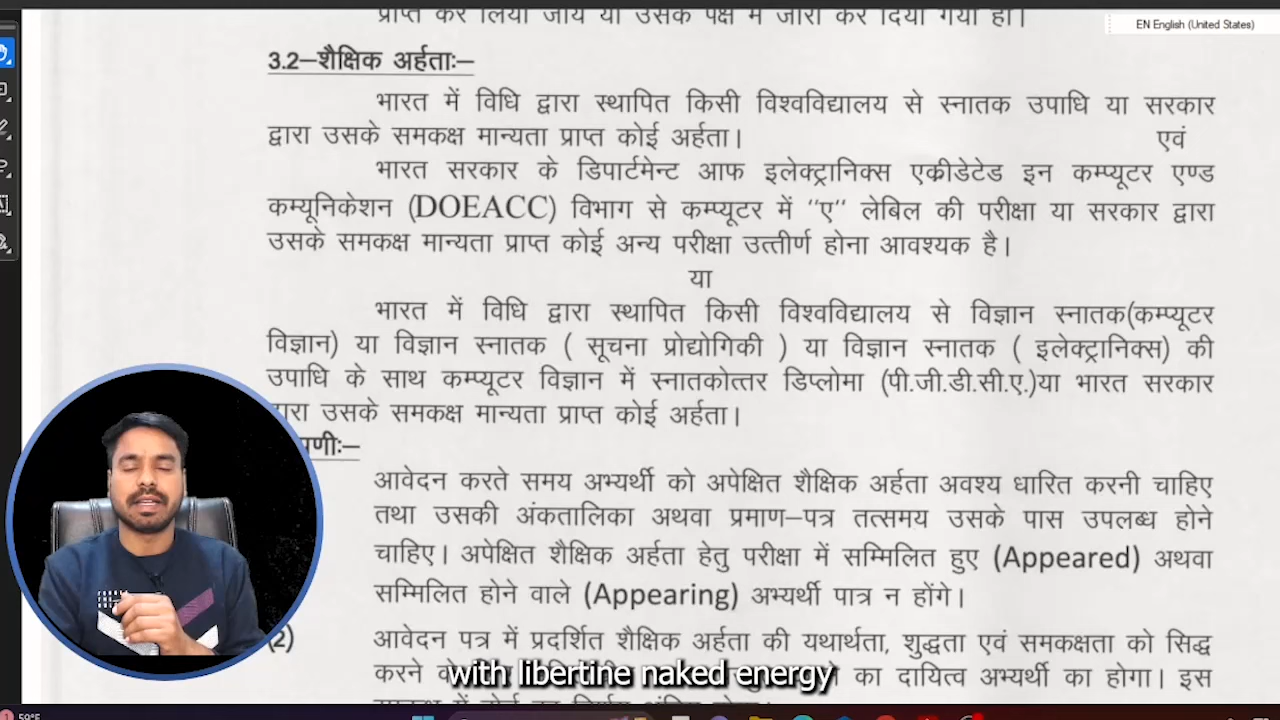 प्राप्त कर लिया जाय या उसके पक्ष में जारी कर दिया गया हो।
EN English (United States)
3.2–शैक्षिक अर्हताः–
भारत में विधि द्वारा स्थापित किसी विश्वविद्यालय से स्नातक उपाधि या सरकार
द्वारा उसके समकक्ष मान्यता प्राप्त कोई अर्हता। एवं
भारत सरकार के डिपार्टमेन्ट आफ इलेक्ट्रानिक्स एक्रीडेटेड इन कम्प्यूटर एण्ड
कम्यूनिकेशन (DOEACC) विभाग से कम्प्यूटर में "ए" लेबिल की परीक्षा या सरकार द्वारा
उसके समकक्ष मान्यता प्राप्त कोई अन्य परीक्षा उत्तीर्ण होना आवश्यक है।
या
भारत में विधि द्वारा स्थापित किसी विश्वविद्यालय से विज्ञान स्नातक(कम्प्यूटर
विज्ञान) या विज्ञान स्नातक ( सूचना प्रोद्योगिकी ) या विज्ञान स्नातक ( इलेक्ट्रानिक्स) की
उपाधि के साथ कम्प्यूटर विज्ञान में स्नातकोत्तर डिप्लोमा (पी.जी.डी.सी.ए.)या भारत सरकार
द्वारा उसके समकक्ष मान्यता प्राप्त कोई अर्हता।
आवेदन करते समय अभ्यर्थी को अपेक्षित शैक्षिक अर्हता अवश्य धारित करनी चाहिए
तथा उसकी अंकतालिका अथवा प्रमाण–पत्र तत्समय उसके पास उपलब्ध होने
चाहिए। अपेक्षित शैक्षिक अर्हता हेतु परीक्षा में सम्मिलित हुए (Appeared) अथवा
सम्मिलित होने वाले (Appearing) अभ्यर्थी पात्र न होंगे।
(2) आवेदन पत्र में प्रदर्शित शैक्षिक अर्हता की यथार्थता, शुद्धता एवं समकक्षता को सिद्ध
करने का दायित्व अभ्यर्थी का होगा। इस
with libertine naked energy
59°F